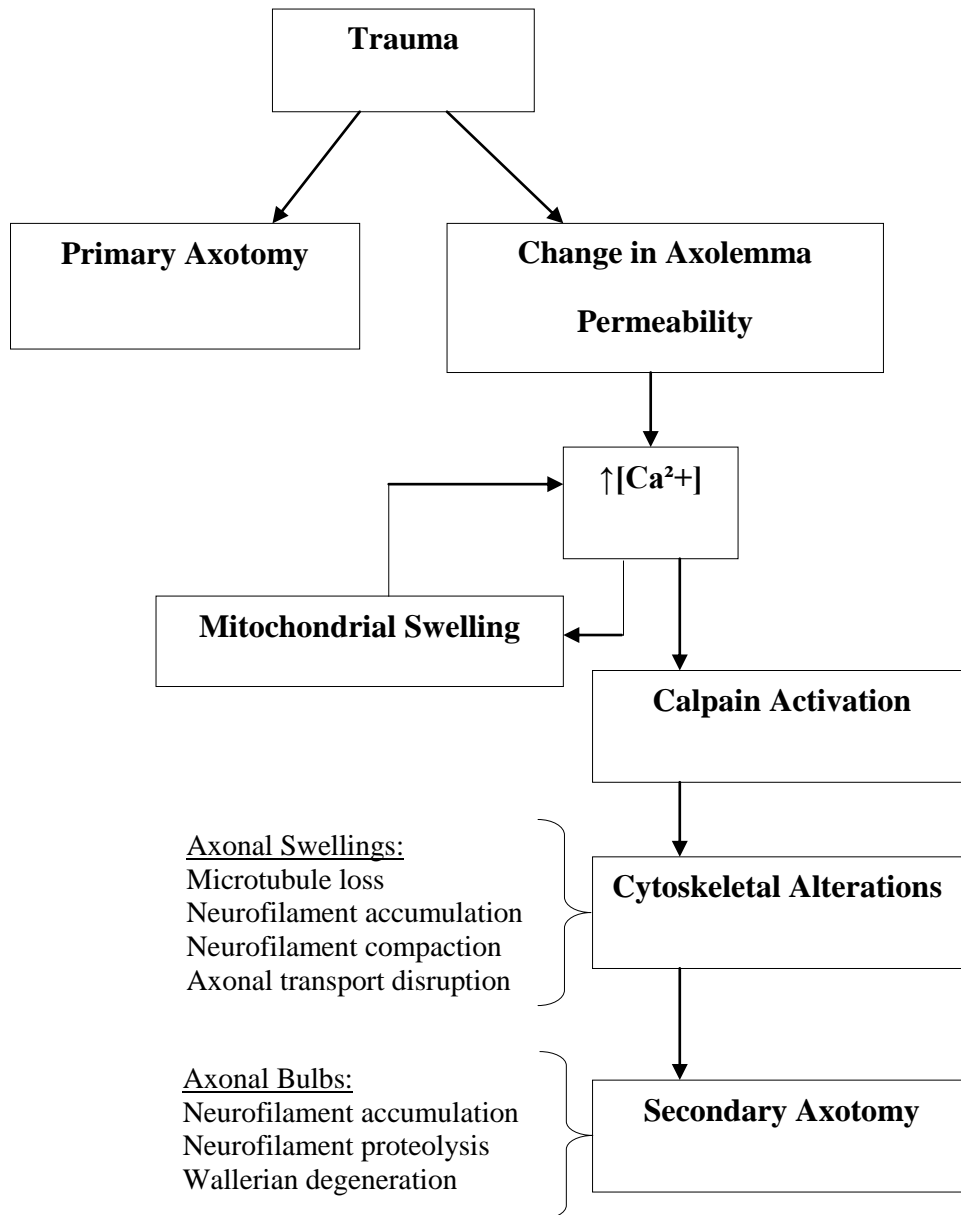 Trauma
Primary Axotomy
Change in Axolemma
Permeability
↑[Ca²+]
Mitochondrial Swelling
Calpain Activation
Axonal Swellings:
Microtubule loss
Neurofilament accumulation
Neurofilament compaction
Axonal transport disruption
Cytoskeletal Alterations
Axonal Bulbs:
Neurofilament accumulation
Neurofilament proteolysis
Wallerian degeneration
Secondary Axotomy